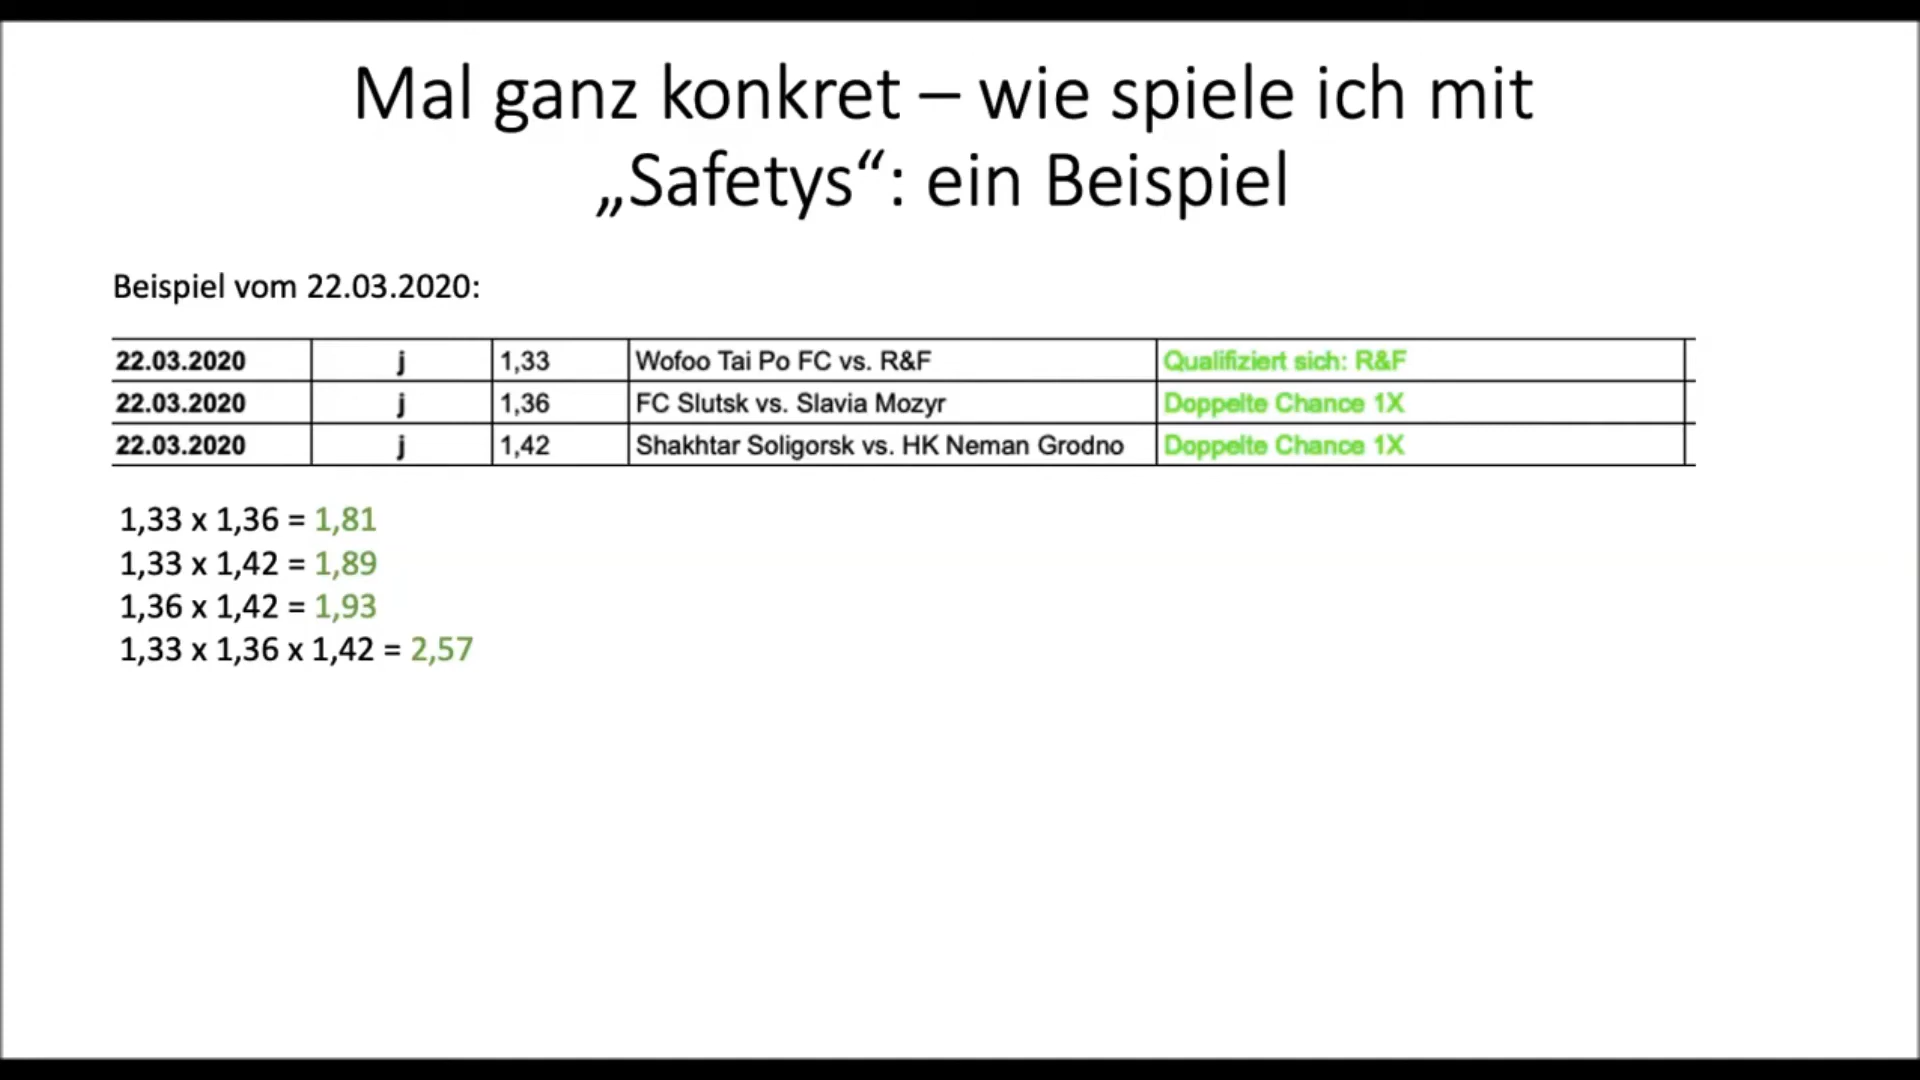 Mal ganz konkret – wie spiele ich mit
„Safetys“: ein Beispiel
Beispiel vom 22.03.2020:
22.03.2020 j 1,33 Wofoo Tai Po FC vs. R&F Qualifiziert sich: R&F
22.03.2020 j 1,36 FC Slutsk vs. Slavia Mozyr Doppelte Chance 1X
22.03.2020 j 1,42 Shakhtar Soligorsk vs. HK Neman Grodno Doppelte Chance 1X
1,33 x 1,36 = 1,81
1,33 x 1,42 = 1,89
1,36 x 1,42 = 1,93
1,33 x 1,36 x 1,42 = 2,57